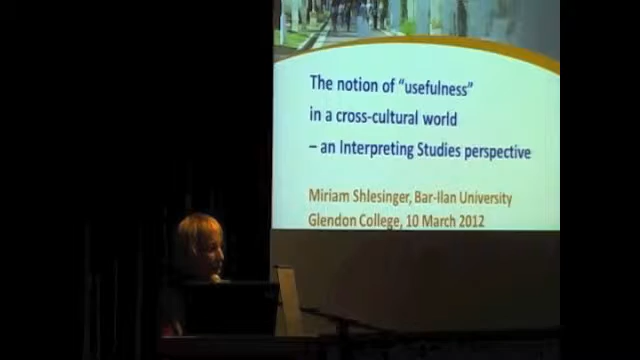 The notion of “usefulness”
in a cross-cultural world
– an Interpreting Studies perspective
Miriam Shlesinger, Bar-Ilan University
Glendon College, 10 March 2012